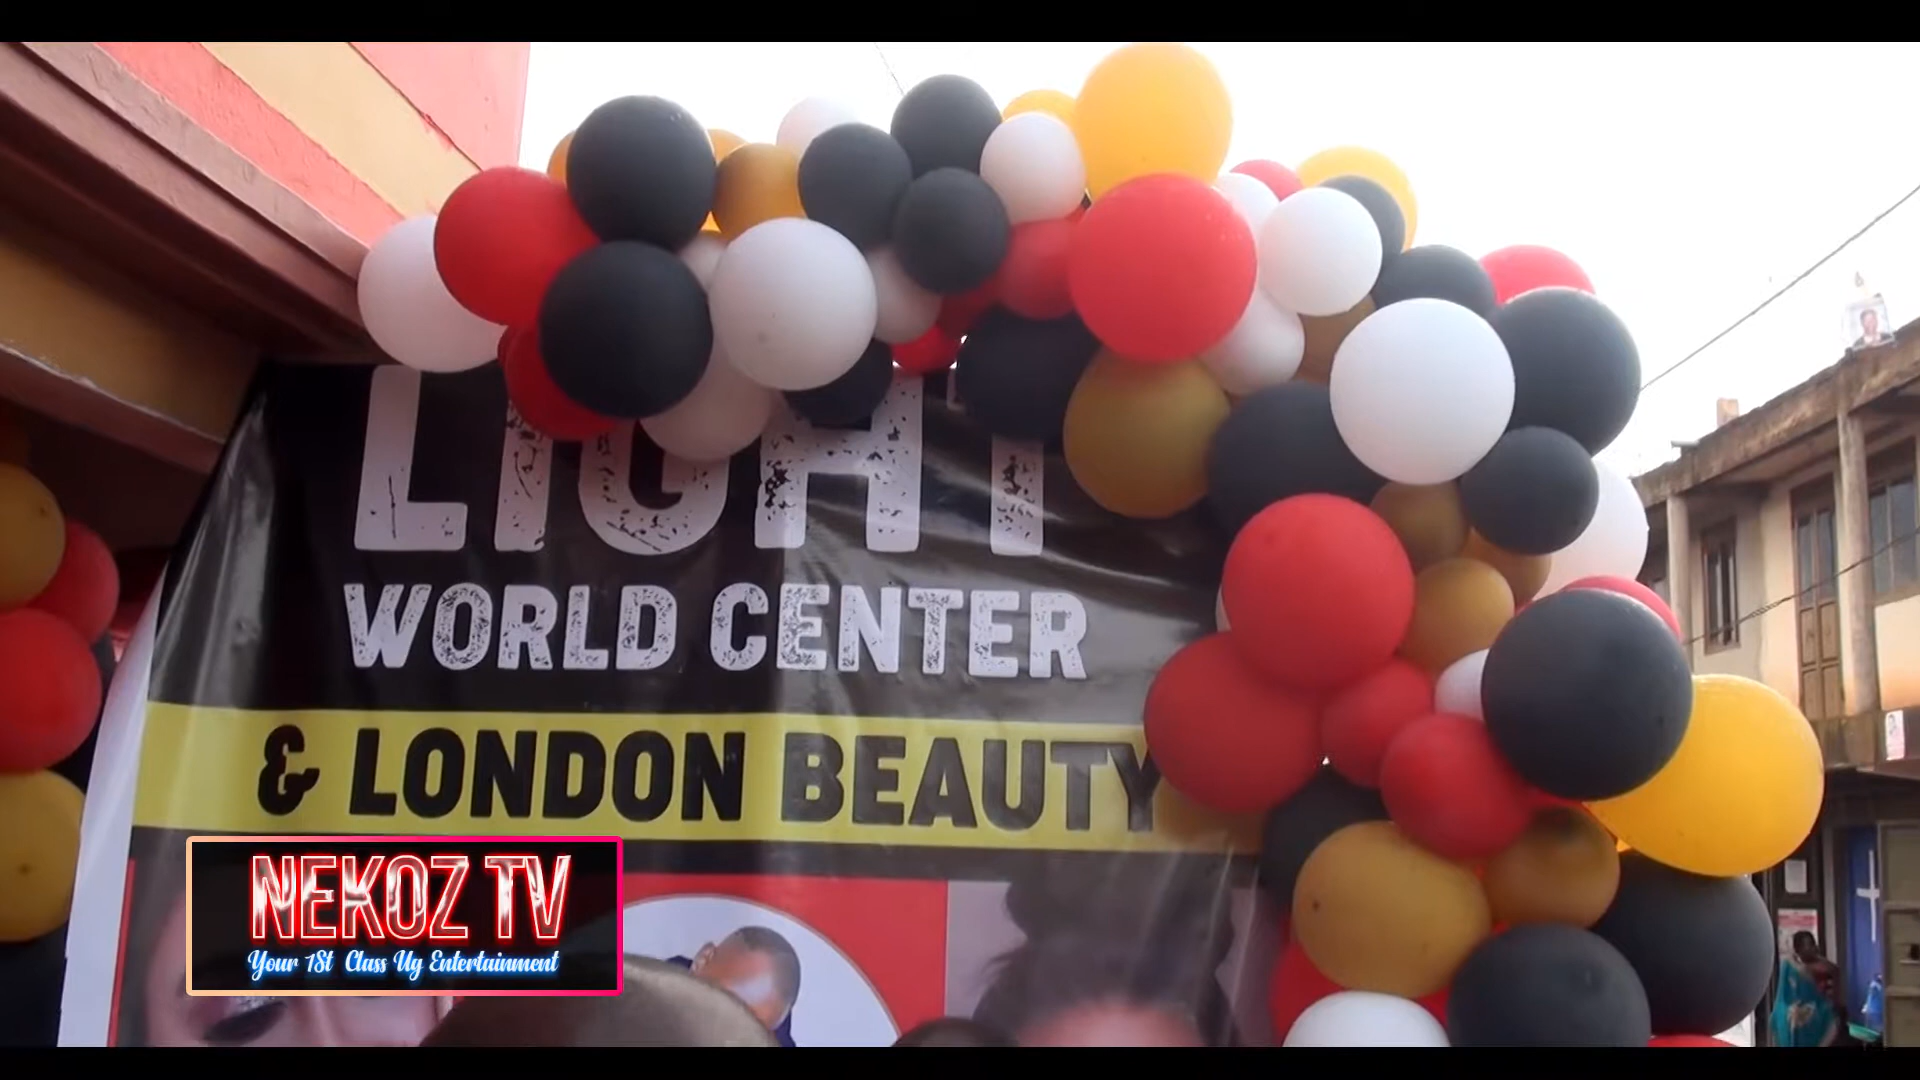 LIGHT
WORLD CENTER
& LONDON BEAUTY
NEKOZ TV
Your 1St Class Ug Entertainment